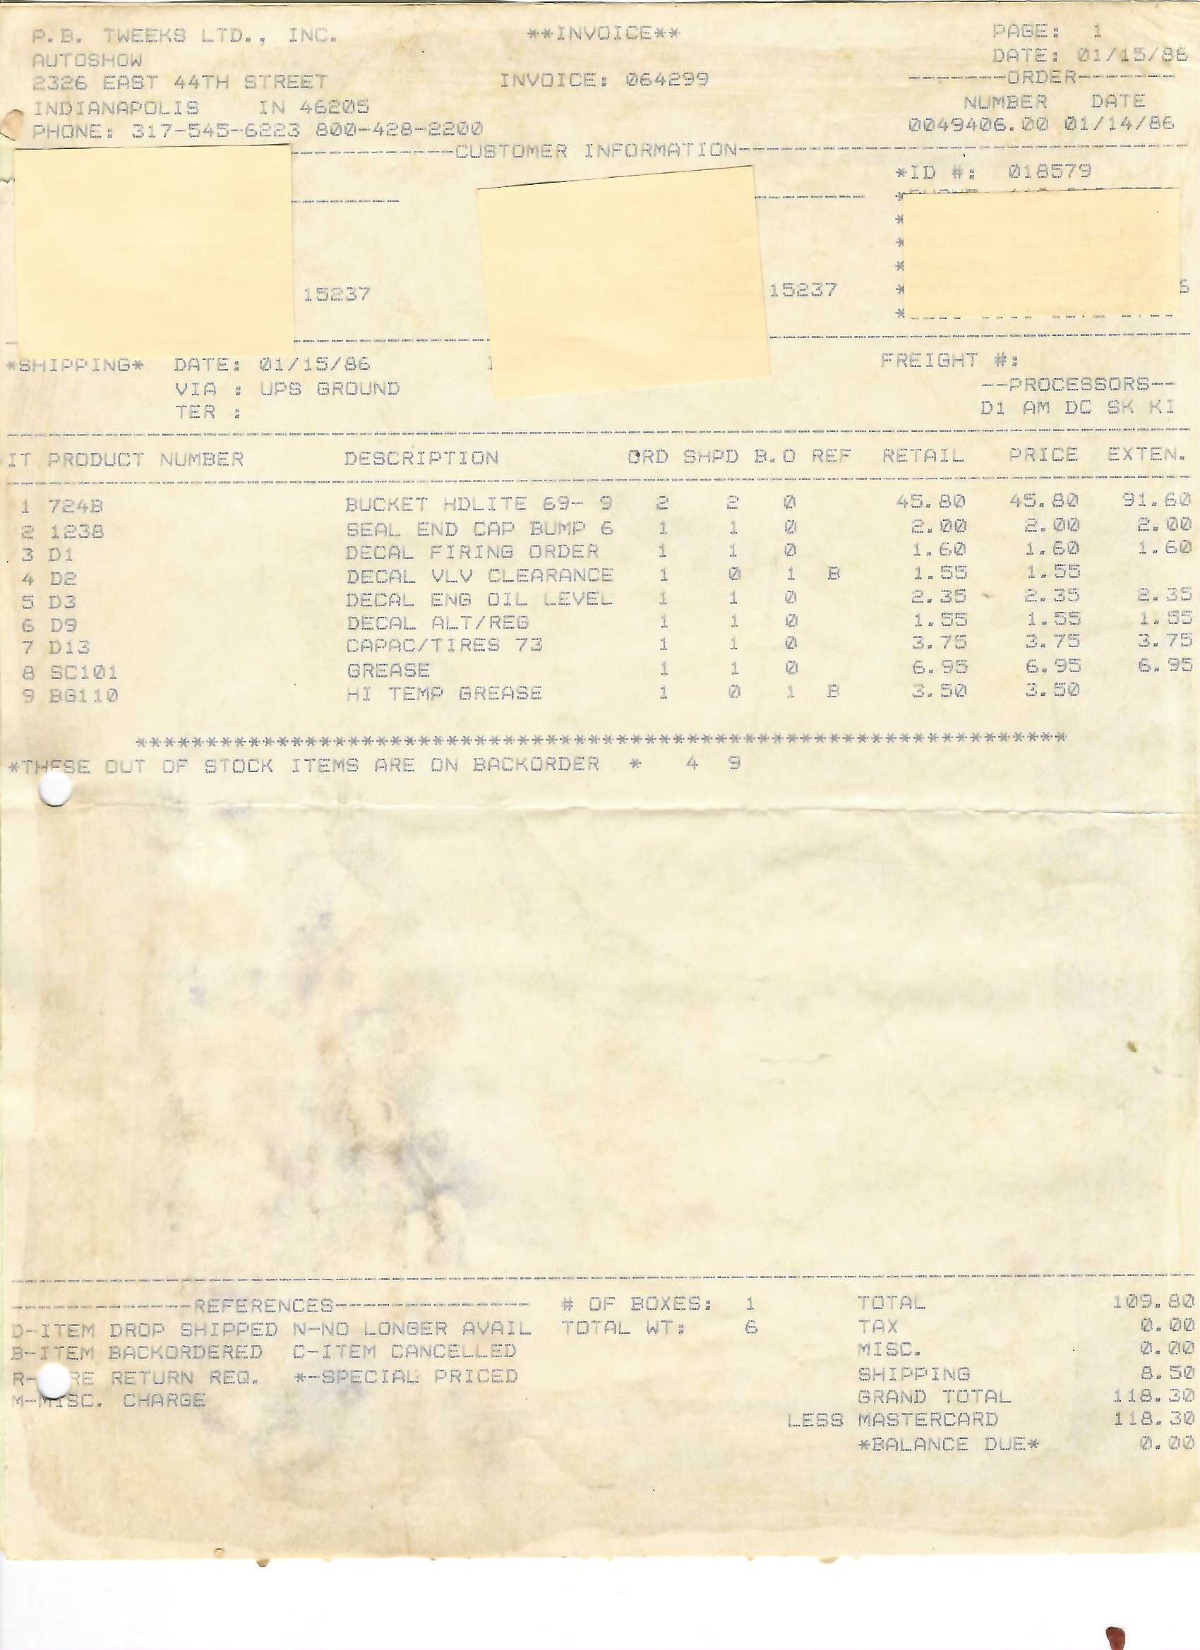 P.B. TWEEKS LTD., INC. **INVOICE** PAGE: 1
AUTOSHOW DATE: 01/15/86
2326 EAST 44TH STREET INVOICE: 064299 -------ORDER--------
INDIANAPOLIS IN 46205 NUMBER DATE
PHONE: 317-545-6223 800-428-2200 0049406.00 01/14/86
CUSTOMER INFORMATION
*ID #: 018579
15237 15237
*SHIPPING* DATE: 01/15/86 FREIGHT #:
VIA : UPS GROUND --PROCESSORS--
TER : D1 AM DC SK KI
IT PRODUCT NUMBER DESCRIPTION ORD SHPD B.O REF RETAIL PRICE EXTEN.
1 724B BUCKET HDLITE 69- 9 2 2 0 45.80 45.80 91.60
2 1238 SEAL END CAP BUMP 6 1 1 0 2.00 2.00 2.00
3 D1 DECAL FIRING ORDER 1 1 0 1.60 1.60 1.60
4 D2 DECAL VLV CLEARANCE 1 0 1 B 1.55 1.55
5 D3 DECAL ENG OIL LEVEL 1 1 0 2.35 2.35 2.35
6 D9 DECAL ALT/REG 1 1 0 1.55 1.55 1.55
7 D13 CAPAC/TIRES 73 1 1 0 3.75 3.75 3.75
8 SC101 GREASE 1 1 0 6.95 6.95 6.95
9 BG110 HI TEMP GREASE 1 0 1 B 3.50 3.50
*THESE OUT OF STOCK ITEMS ARE ON BACKORDER * 4 9
-------------REFERENCES-------------- # OF BOXES: 1 TOTAL 109.80
D-ITEM DROP SHIPPED N-NO LONGER AVAIL TOTAL WT: 6 TAX 0.00
B-ITEM BACKORDERED C-ITEM CANCELLED MISC. 0.00
RETURN REQ. *-SPECIAL PRICED SHIPPING 8.50
M-MISC. CHARGE GRAND TOTAL 118.30
LESS MASTERCARD 118.30
*BALANCE DUE* 0.00